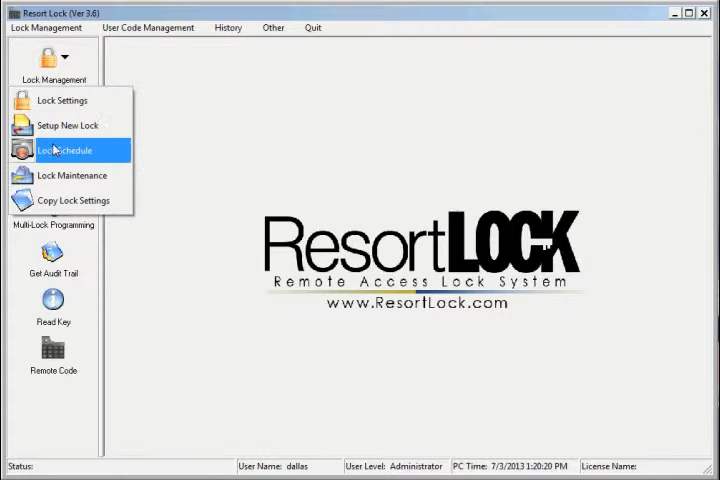 Resort Lock (Ver 3.6)
Lock Management User Code Management History Other Quit
Lock Management
Lock Settings
Setup New Lock
Lock Schedule
Lock Maintenance
Copy Lock Settings
Multi-Lock Programming
Get Audit Trail
Read Key
Remote Code
ResortLOCK
Remote Access Lock System
www.ResortLock.com
Status: User Name: dallas User Level: Administrator PC Time: 7/3/2013 1:20:20 PM License Name: